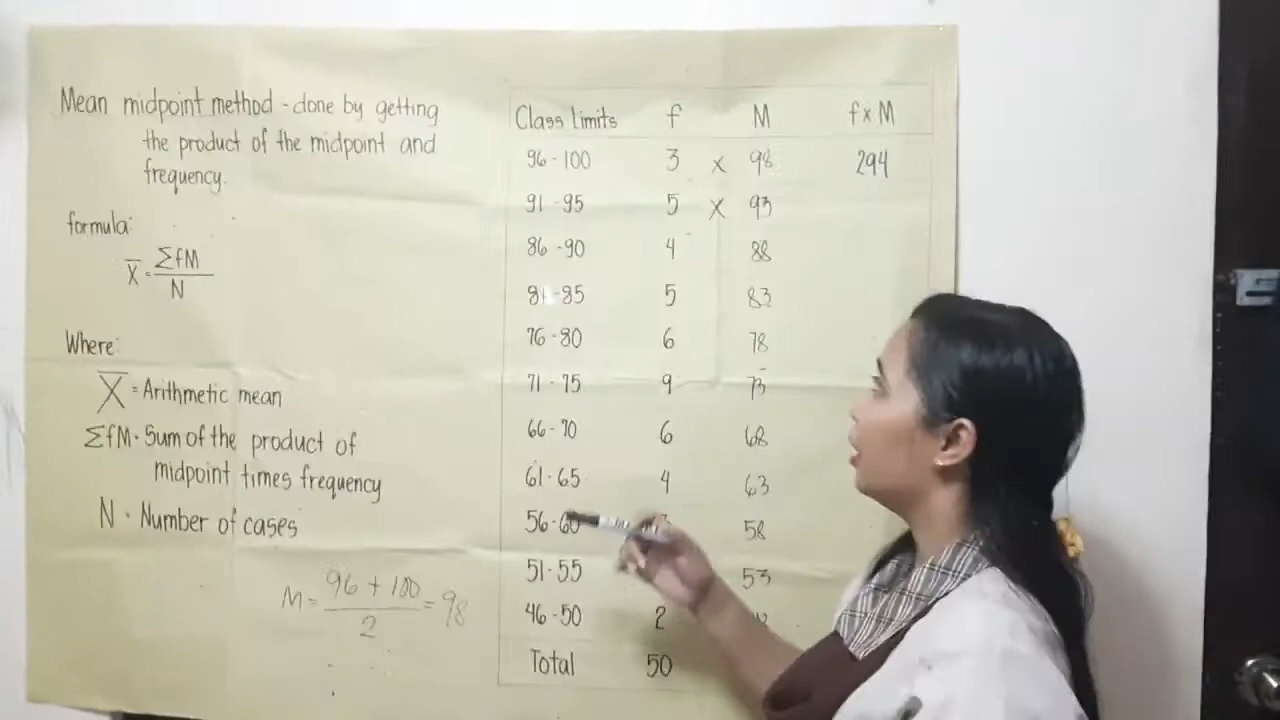 Mean midpoint method - done by getting
the product of the midpoint and
frequency.
formula:
X̄ = ΣfM / N
Where:
X̄ = Arithmetic mean
ΣfM = Sum of the product of
midpoint times frequency
N = Number of cases
M = 96 + 100 / 2 = 98
Class Limits f M f x M
96 - 100 3 x 98 294
91 - 95 5 x 93
86 - 90 4 88
81 - 85 5 83
76 - 80 6 78
71 - 75 9 73
66 - 70 6 68
61 - 65 4 63
56 - 60 58
51 - 55 53
46 - 50 2
Total 50